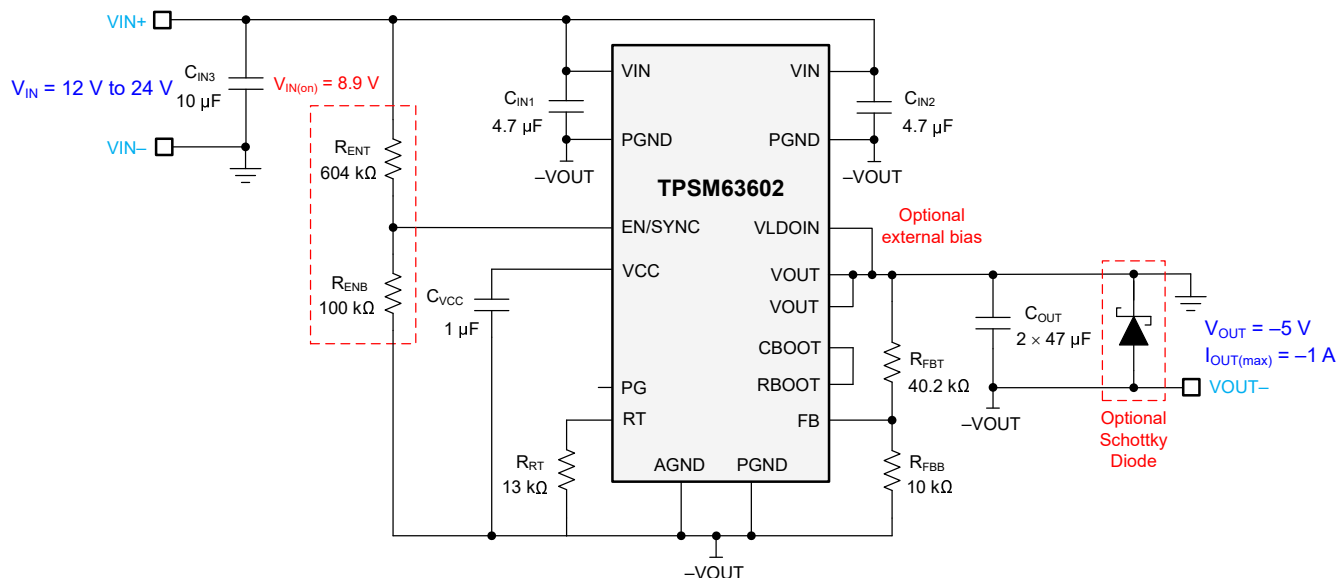 VIN+
VIN = 12 V to 24 V
CIN3
10 µF
VIN(on) = 8.9 V
VIN–
RENT
604 kΩ
RENB
100 kΩ
CIN1
4.7 µF
–VOUT
CVCC
1 µF
RRT
13 kΩ
VIN
PGND
TPSM63602
EN/SYNC
VCC
PG
RT
AGND
PGND
VIN
PGND
VLDOIN
VOUT
VOUT
CBOOT
RBOOT
FB
CIN2
4.7 µF
–VOUT
Optional
external bias
RFBT
40.2 kΩ
RFBB
10 kΩ
COUT
2 × 47 µF
–VOUT
Optional
Schottky
Diode
VOUT = –5 V
IOUT(max) = –1 A
VOUT–
–VOUT